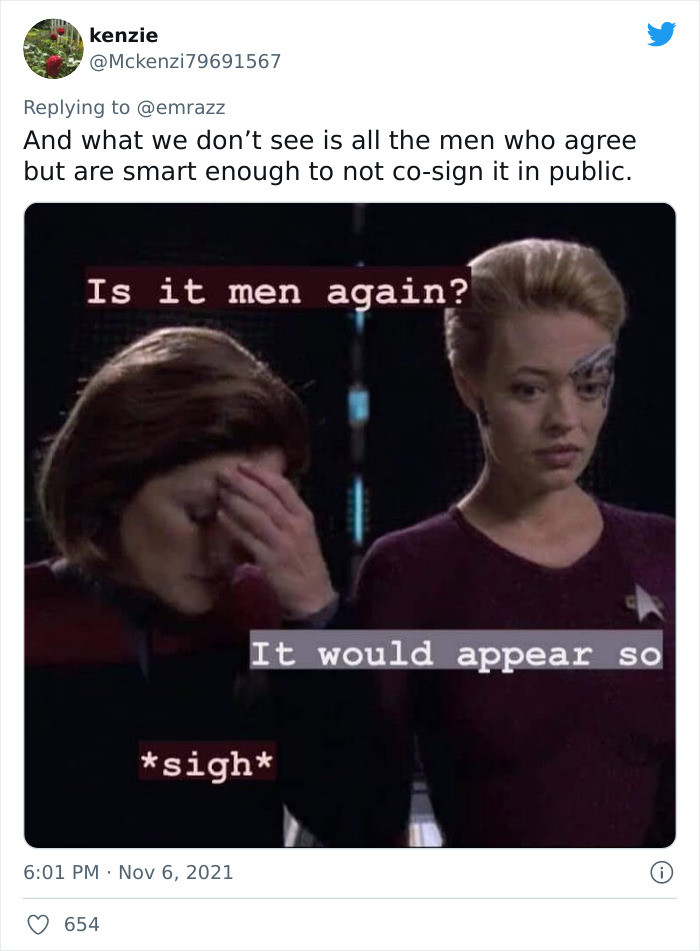 kenzie
@Mckenzi79691567
Replying to @emrazz
And what we don’t see is all the men who agree
but are smart enough to not co-sign it in public.
Is it men again?
It would appear so
*sigh*
6:01 PM · Nov 6, 2021
654